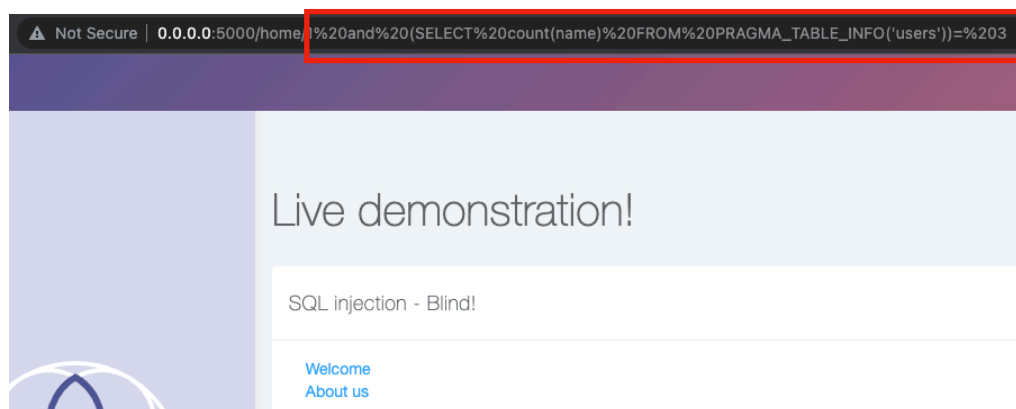 Not Secure | 0.0.0.0:5000/home/1%20and%20(SELECT%20count(name)%20FROM%20PRAGMA_TABLE_INFO('users'))=%203
Live demonstration!
SQL injection - Blind!
Welcome
About us